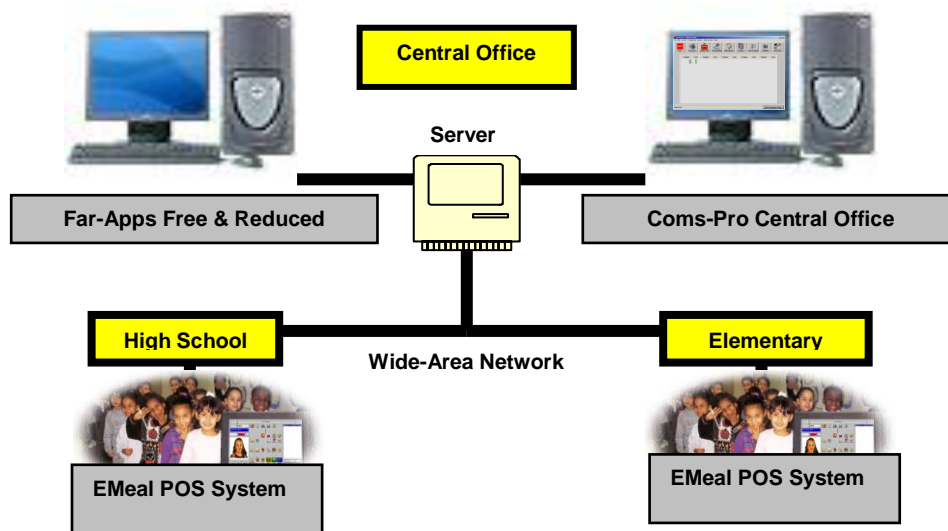 Central Office
Server
Far-Apps Free & Reduced
Coms-Pro Central Office
High School
Elementary
Wide-Area Network
EMeal POS System
EMeal POS System